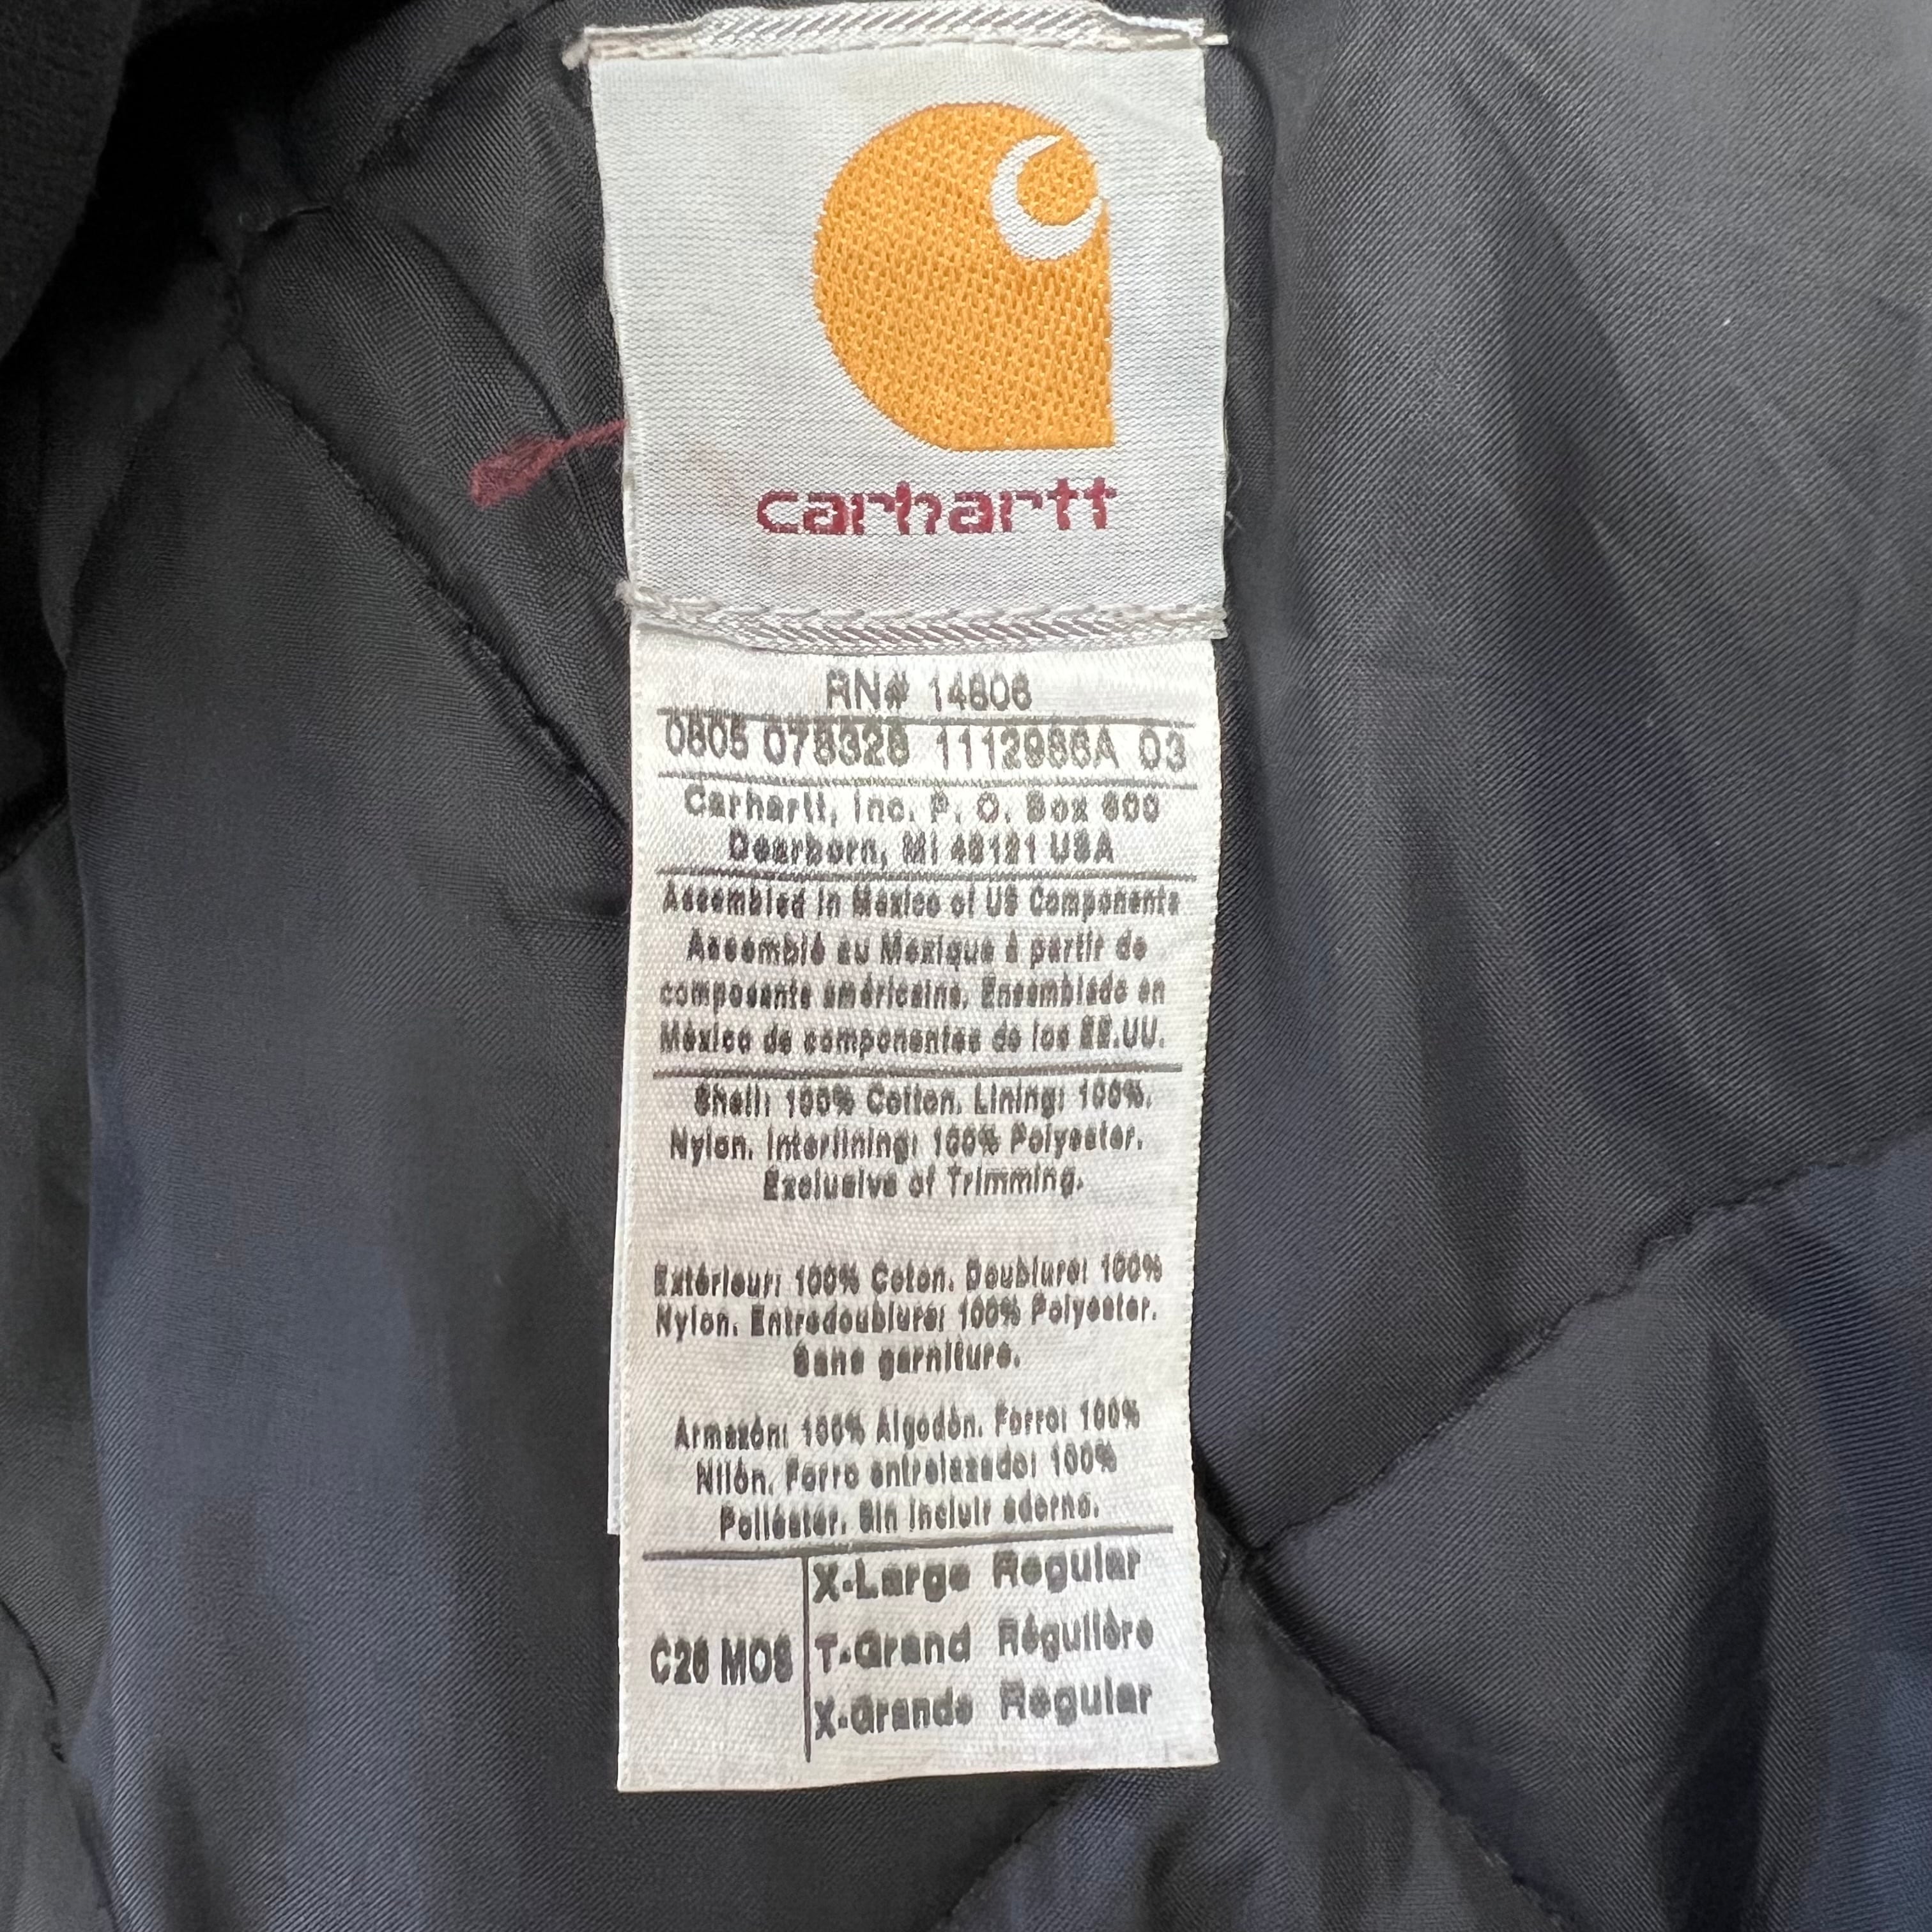 carhartt
RN# 14806
0805 078328 1112986A 03
Carhartt, Inc. P. O. Box 600
Dearborn, MI 48121 USA
Assembled in Mexico of US Components
Assemblé au Mexique à partir de
composants américains. Ensamblado en
México de componentes de los EE.UU.
Shell: 100% Cotton. Lining: 100%.
Nylon. Interlining: 100% Polyester.
Exclusive of Trimming.
Extérieur: 100% Coton. Doublure: 100%
Nylon. Entredoublure: 100% Polyester.
Sans garniture.
Armazón: 100% Algodón. Forro: 100%
Nilón. Forro entrelazado: 100%
Poliéster. Sin incluir adorno.
C26 MOS
X-Large Regular
T-Grand Régulière
X-Grande Regular